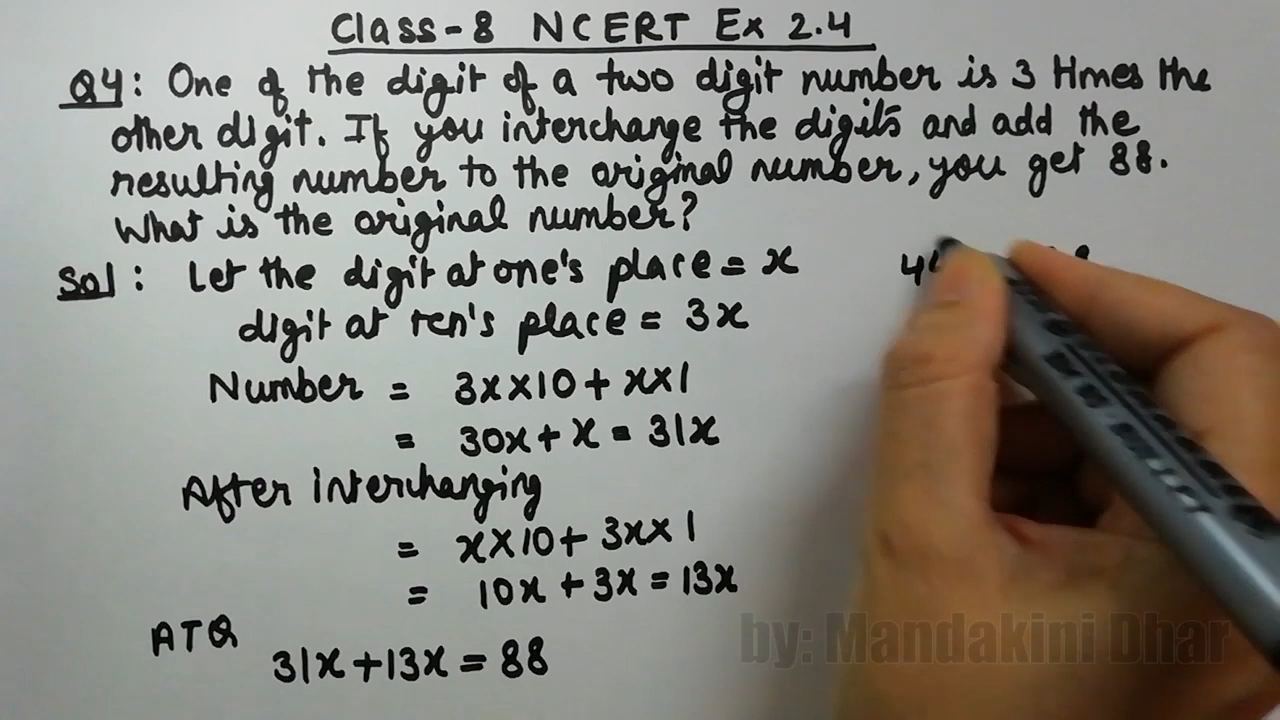 Class-8 NCERT Ex 2.4
Q4: One of the digit of a two digit number is 3 times the
other digit. If you interchange the digits and add the
resulting number to the original number, you get 88.
What is the original number?
Sol: Let the digit at one's place = x
digit at ten's place = 3x
Number = 3x×10 + x×1
= 30x + x = 31x
After interchanging
= x×10 + 3x×1
= 10x + 3x = 13x
ATQ
31x + 13x = 88
by: Mandakini Dhar